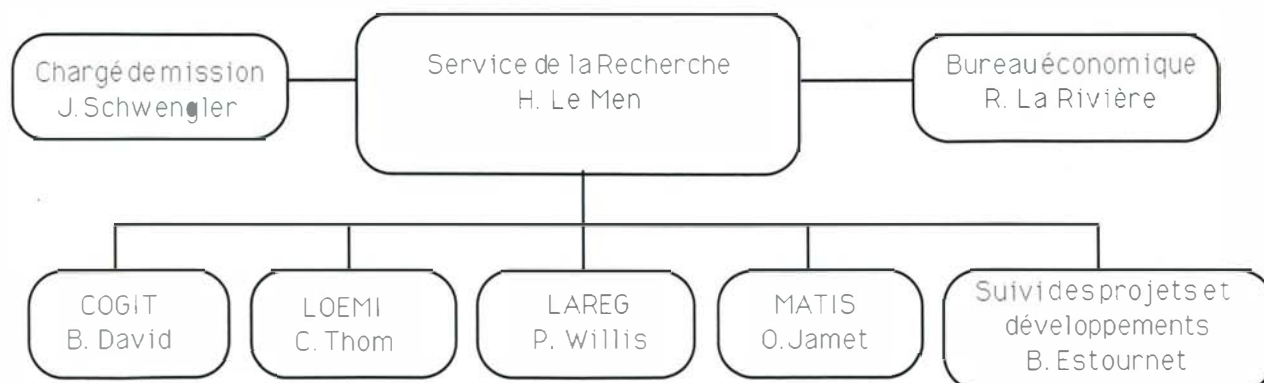 Chargé de mission
J. Schwengler
Service de la Recherche
H. Le Men
Bureau économique
R. La Rivière
COGIT
B. David
LOEMI
C. Thom
LAREG
P. Willis
MATIS
O. Jamet
Suivi des projets et
développements
B. Estournet